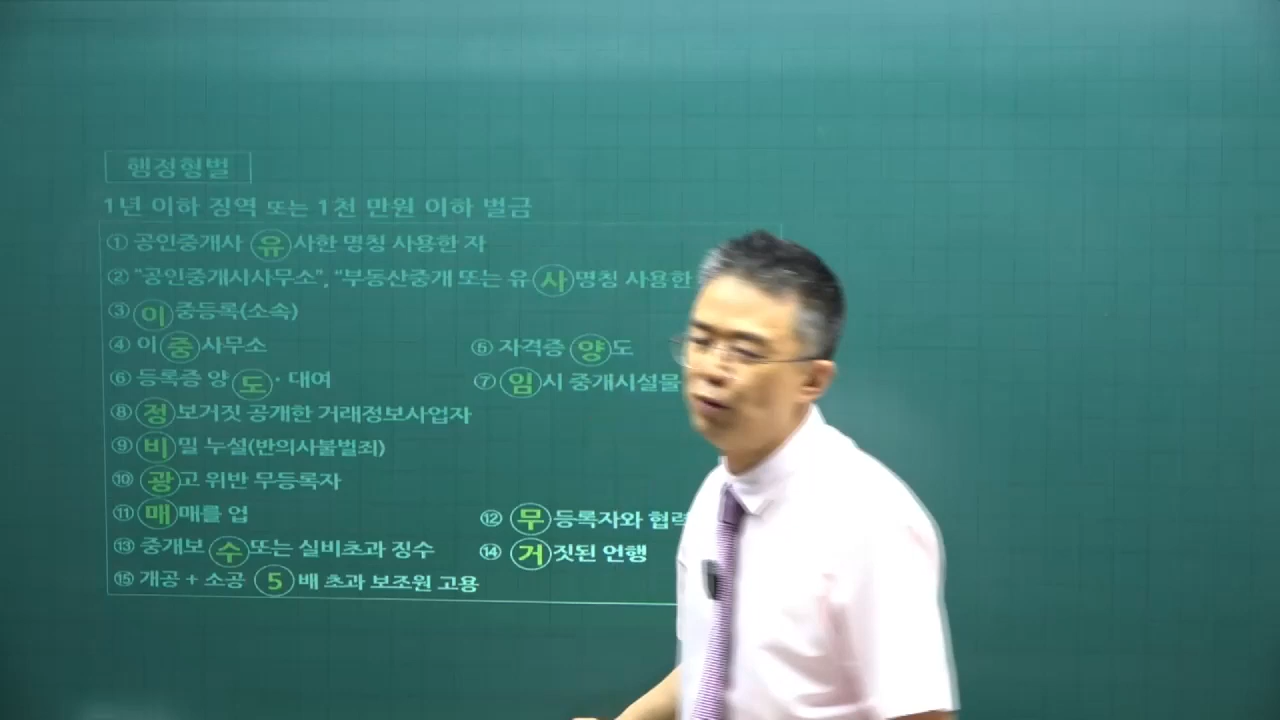 행정형벌
1년 이하 징역 또는 1천 만원 이하 벌금
① 공인중개사 유사한 명칭 사용한 자
② "공인중개시사무소", "부동산중개 또는 유사명칭 사용한
③ 이중등록(소속)
④ 이중사무소 ⑤ 자격증 양도
⑥ 등록증 양도·대여 ⑦ 임시 중개시설물
⑧ 정보거짓 공개한 거래정보사업자
⑨ 비밀 누설(반의사불벌죄)
⑩ 광고 위반 무등록자
⑪ 매매를 업 ⑫ 무등록자와 협력
⑬ 중개보수 또는 실비초과 징수 ⑭ 거짓된 언행
⑮ 개공 + 소공 5배 초과 보조원 고용